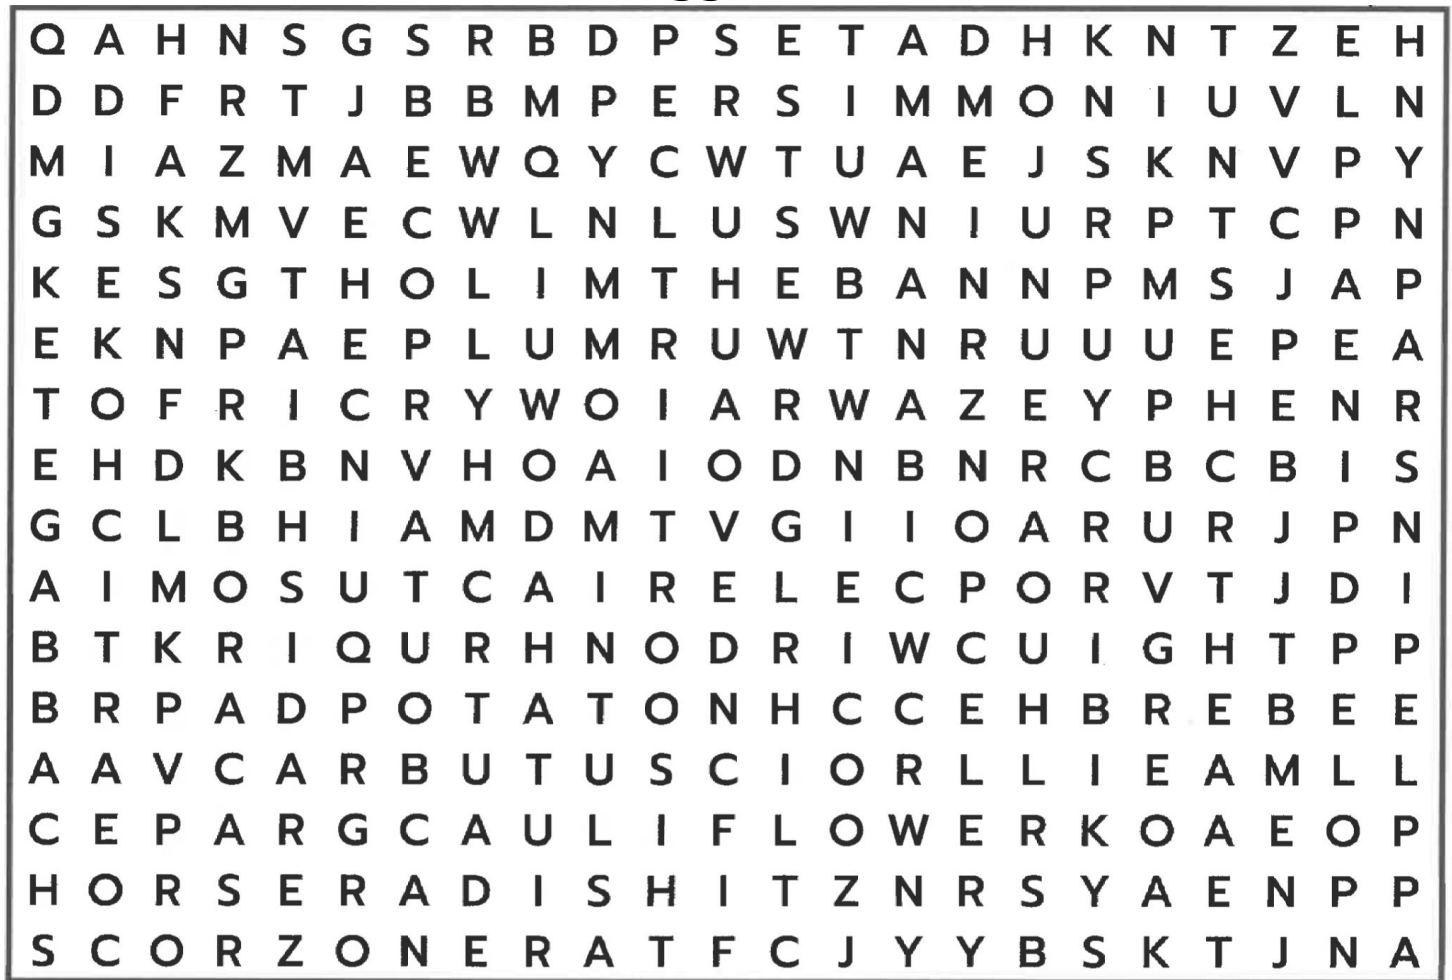 Q A H N S G S R B D P S E T A D H K N T Z E H
D D F R T J B B M P E R S I M M O N I U V L N
M I A Z M A E W Q Y C W T U A E J S K N V P Y
G S K M V E C W L N L U S W N I U R P T C P N
K E S G T H O L I M T H E B A N N P M S J A P
E K N P A E P L U M R U W T N R U U U E P E A
T O F R I C R Y W O I A R W A Z E Y P H E N R
E H D K B N V H O A I O D N B N R C B C B I S
G C L B H I A M D M T V G I I O A R U R J P N
A I M O S U T C A I R E L E C P O R V T J D I
B T K R I Q U R H N O D R I W C U I G H T P P
B R P A D P O T A T O N H C C E H B R E B E E
A A V C A R B U T U S C I O R L L I E A M L L
C E P A R G C A U L I F L O W E R K O A E O P
H O R S E R A D I S H I T Z N R S Y A E N P P
S C O R Z O N E R A T F C J Y Y B S K T J N A